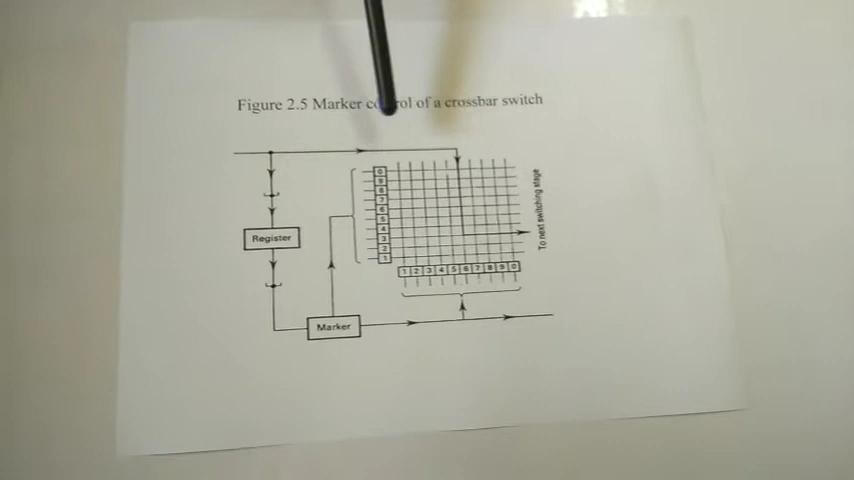 Figure 2.5 Marker control of a crossbar switch
0
9
8
7
6
5
4
3
2
1
Register
To next switching stage
1 2 3 4 5 6 7 8 9 0
Marker